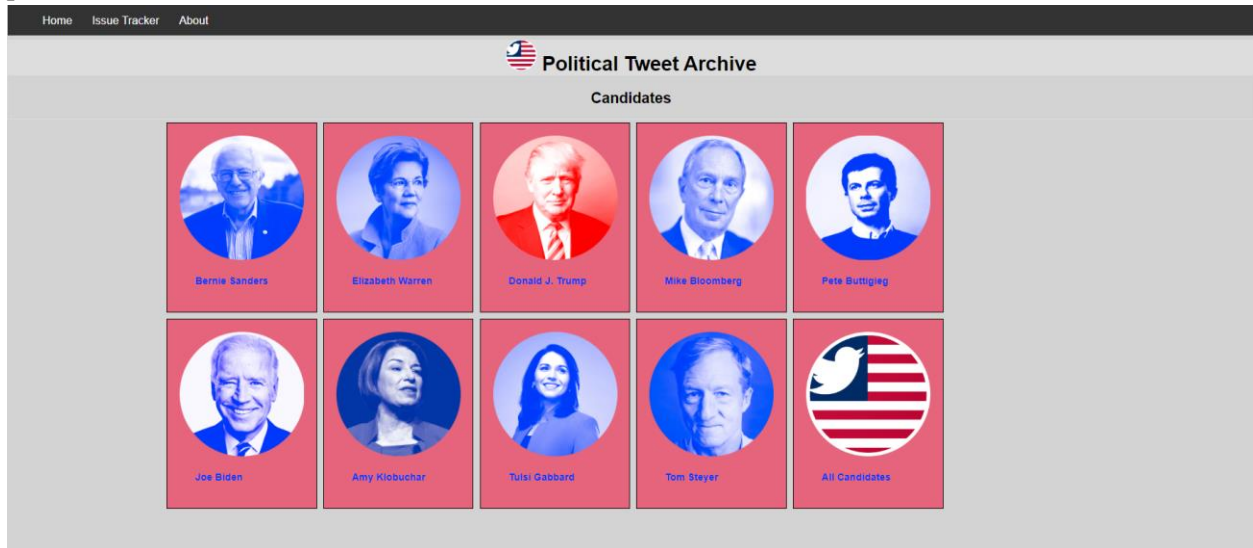 Home Issue Tracker About
Political Tweet Archive
Candidates
Bernie Sanders Elizabeth Warren Donald J. Trump Mike Bloomberg Pete Buttigieg
Joe Biden Amy Klobuchar Tulsi Gabbard Tom Steyer All Candidates